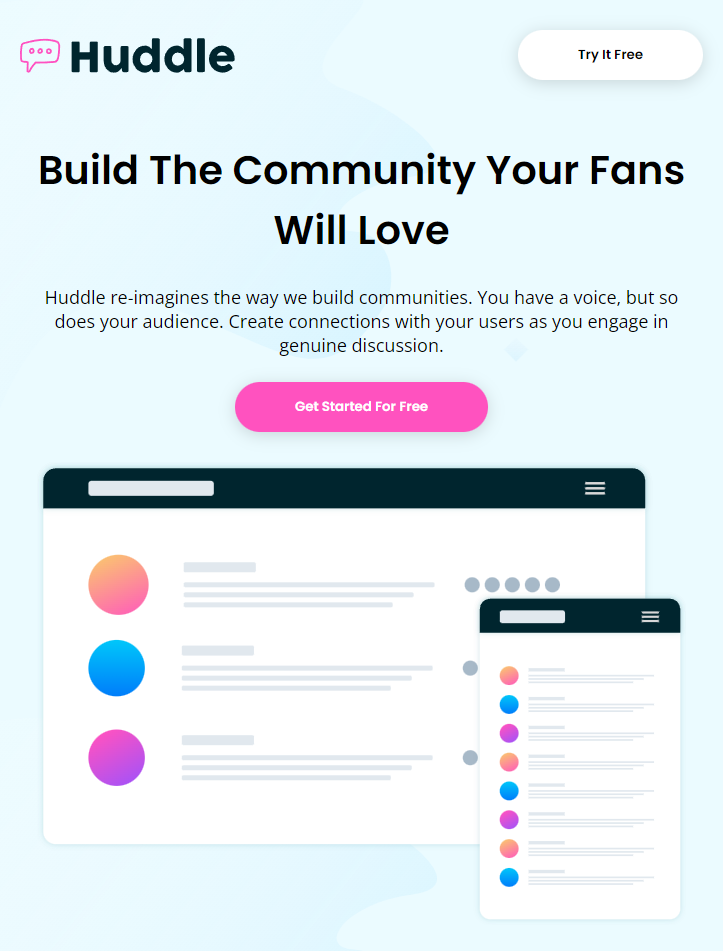 Huddle
Try It Free
Build The Community Your Fans
Will Love
Huddle re-imagines the way we build communities. You have a voice, but so
does your audience. Create connections with your users as you engage in
genuine discussion.
Get Started For Free